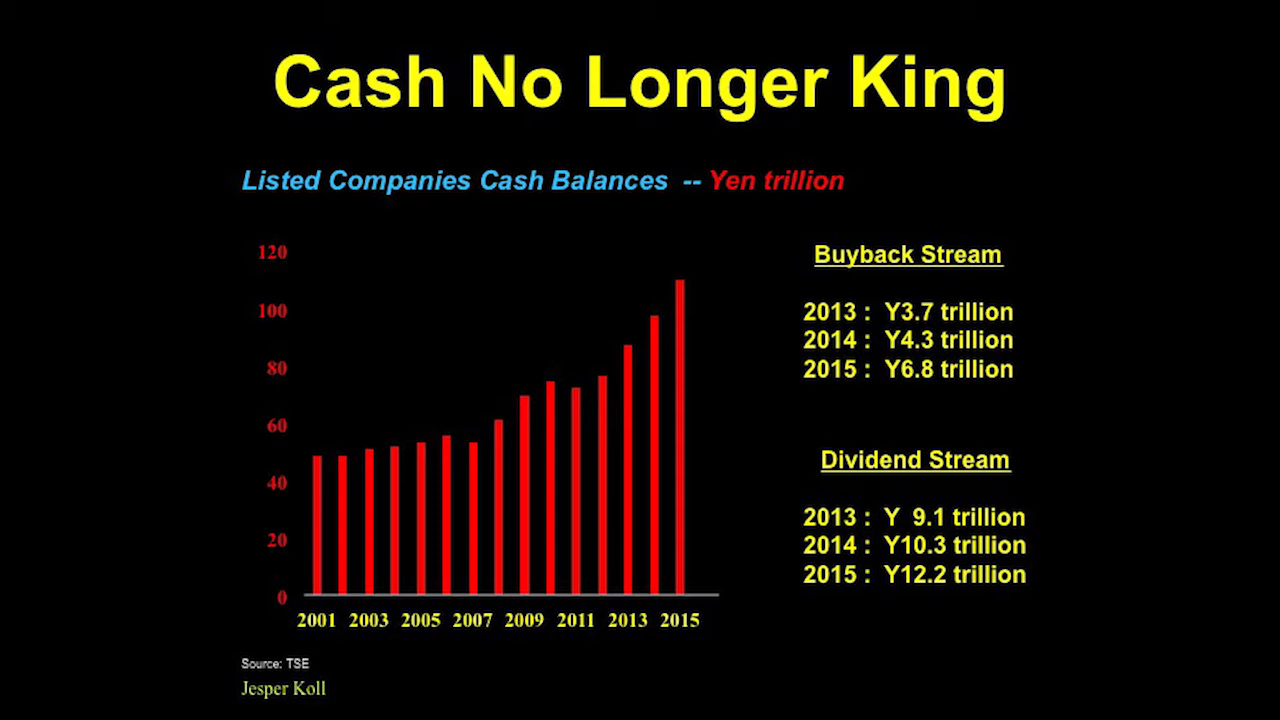 Cash No Longer King
Listed Companies Cash Balances -- Yen trillion
120
100
80
60
40
20
0
2001 2003 2005 2007 2009 2011 2013 2015
Buyback Stream
2013 : Y3.7 trillion
2014 : Y4.3 trillion
2015 : Y6.8 trillion
Dividend Stream
2013 : Y 9.1 trillion
2014 : Y10.3 trillion
2015 : Y12.2 trillion
Source: TSE
Jesper Koll